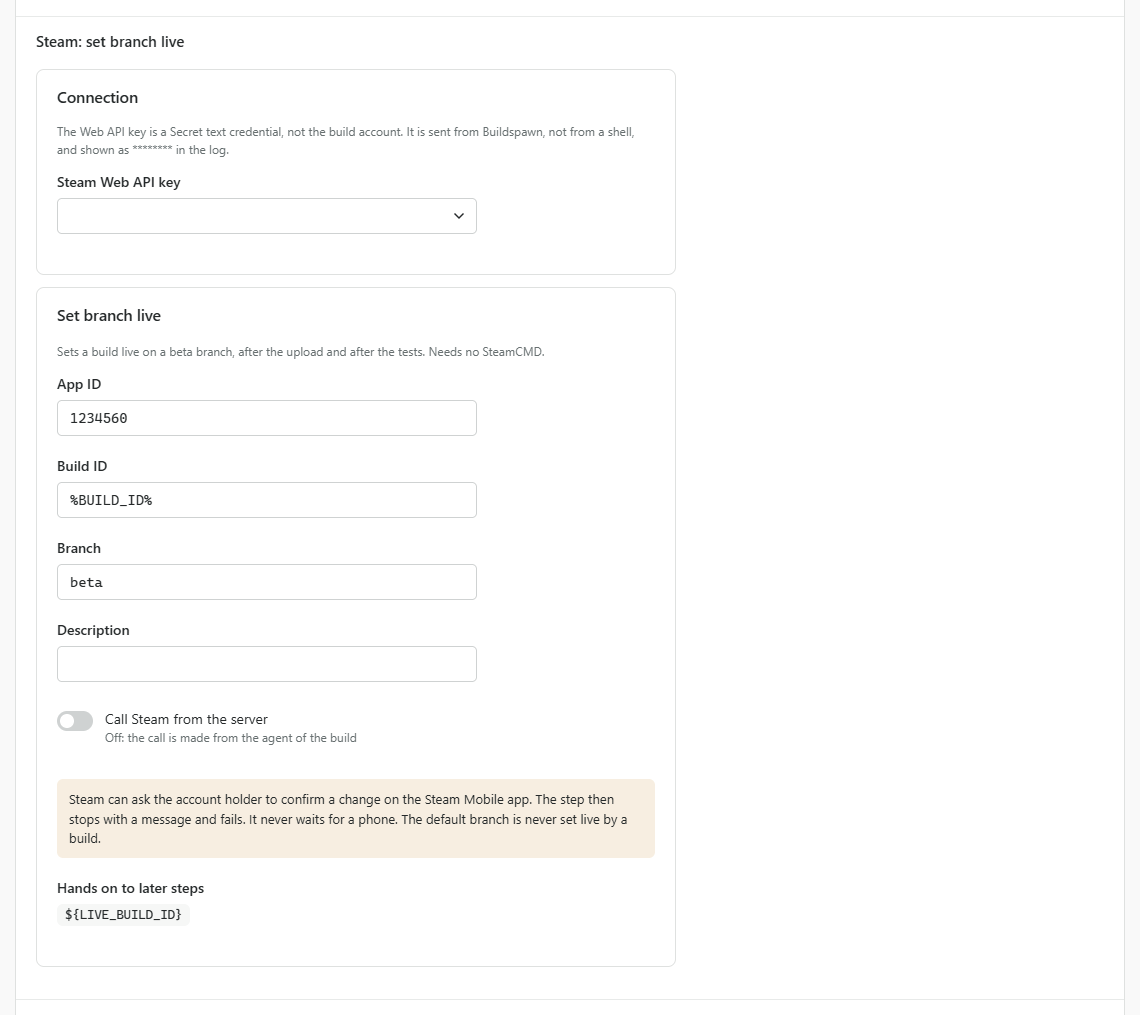 Steam: set branch live
Connection
The Web API key is a Secret text credential, not the build account. It is sent from Buildspawn, not from a shell,
and shown as ******** in the log.
Steam Web API key
Set branch live
Sets a build live on a beta branch, after the upload and after the tests. Needs no SteamCMD.
App ID
1234560
Build ID
%BUILD_ID%
Branch
beta
Description
Call Steam from the server
Off: the call is made from the agent of the build
Steam can ask the account holder to confirm a change on the Steam Mobile app. The step then
stops with a message and fails. It never waits for a phone. The default branch is never set live by a
build.
Hands on to later steps
${LIVE_BUILD_ID}